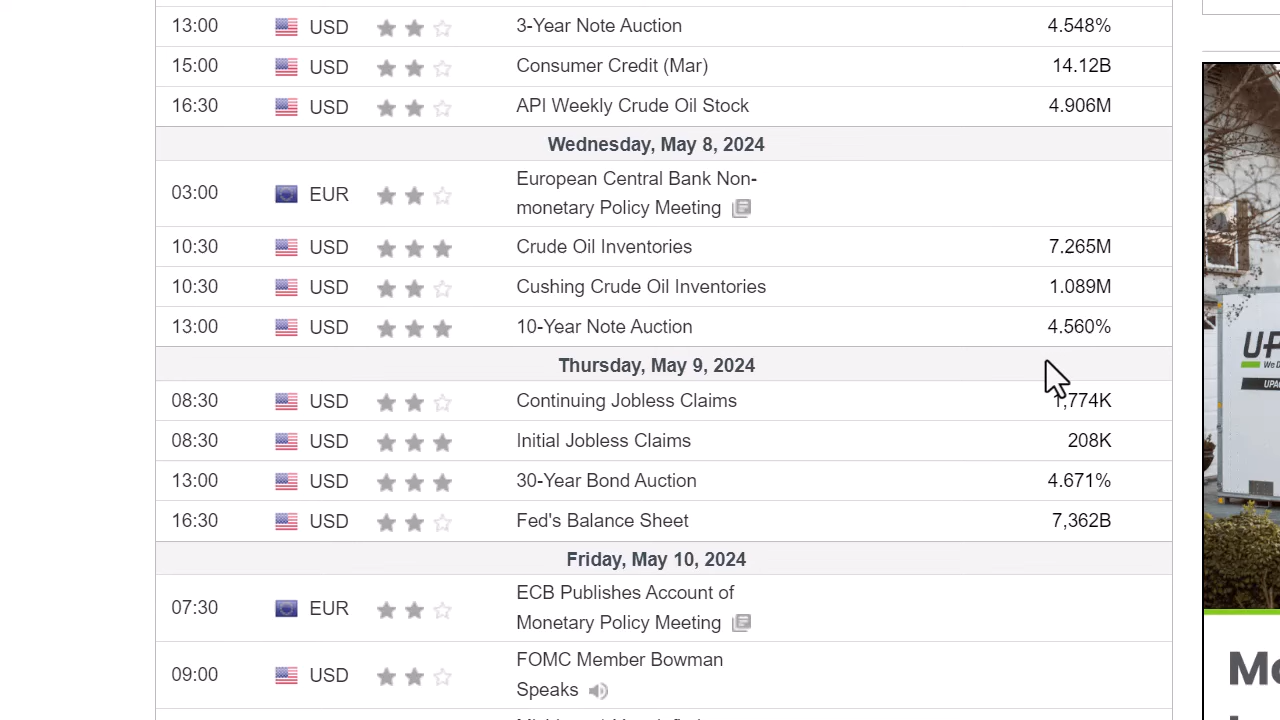 13:00 USD 3-Year Note Auction 4.548%
15:00 USD Consumer Credit (Mar) 14.12B
16:30 USD API Weekly Crude Oil Stock 4.906M
Wednesday, May 8, 2024
03:00 EUR European Central Bank Non-
monetary Policy Meeting
10:30 USD Crude Oil Inventories 7.265M
10:30 USD Cushing Crude Oil Inventories 1.089M
13:00 USD 10-Year Note Auction 4.560%
Thursday, May 9, 2024
08:30 USD Continuing Jobless Claims 1,774K
08:30 USD Initial Jobless Claims 208K
13:00 USD 30-Year Bond Auction 4.671%
16:30 USD Fed's Balance Sheet 7,362B
Friday, May 10, 2024
07:30 EUR ECB Publishes Account of
Monetary Policy Meeting
09:00 USD FOMC Member Bowman
Speaks
UP
We D
UPA
Mo